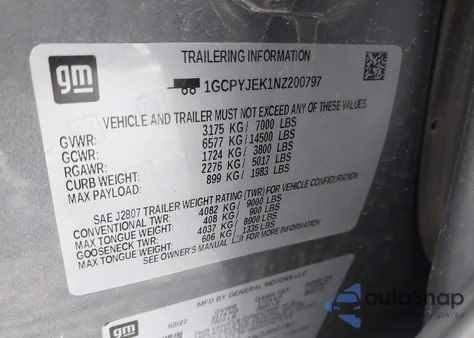 gm
TRAILERING INFORMATION
1GCPYJEK1NZ200797
VEHICLE AND TRAILER MUST NOT EXCEED ANY OF THESE VALUES.
GVWR: 3175 KG/ 7000 LBS
GCWR: 6577 KG/14500 LBS
RGAWR: 1724 KG/ 3800 LBS
CURB WEIGHT: 2276 KG/ 5017 LBS
MAX PAYLOAD: 899 KG/ 1983 LBS
SAE J2807 TRAILER WEIGHT RATING (TWR) FOR VEHICLE CONFIGURATION.
CONVENTIONAL TWR: 4082 KG/ 9000 LBS
MAX TONGUE WEIGHT: 408 KG/ 900 LBS
GOOSENECK TWR: 4037 KG/ 8900 LBS
MAX TONGUE WEIGHT: 606 KG/ 1335 LBS
SEE OWNER'S MANUAL FOR MORE INFORMATION.
gm
MFD BY GENERAL MOTORS LLC
02/22
GVWR
autoSnap